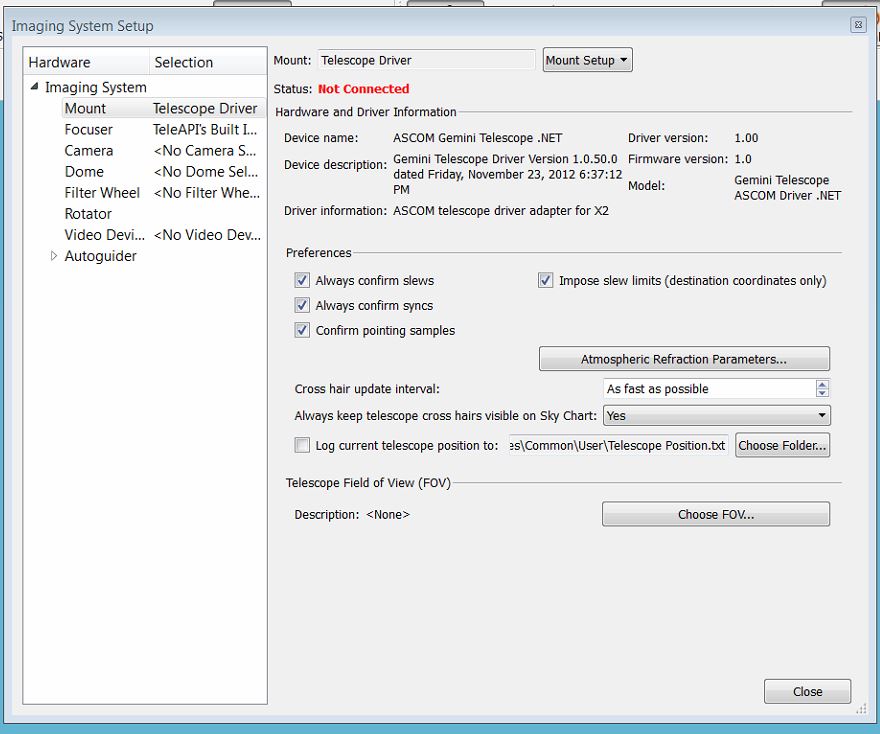 Imaging System Setup
Hardware Selection
Imaging System
Mount Telescope Driver
Focuser TeleAPI's Built I...
Camera <No Camera S...
Dome <No Dome Sel...
Filter Wheel <No Filter Whe...
Rotator
Video Devi... <No Video Dev...
Autoguider
Mount: Telescope Driver Mount Setup
Status: Not Connected
Hardware and Driver Information
Device name: ASCOM Gemini Telescope .NET Driver version: 1.00
Device description: Gemini Telescope Driver Version 1.0.50.0 Firmware version: 1.0
dated Friday, November 23, 2012 6:37:12
PM
Model: Gemini Telescope
ASCOM Driver .NET
Driver information: ASCOM telescope driver adapter for X2
Preferences
Always confirm slews Impose slew limits (destination coordinates only)
Always confirm syncs
Confirm pointing samples
Atmospheric Refraction Parameters...
Cross hair update interval: As fast as possible
Always keep telescope cross hairs visible on Sky Chart: Yes
Log current telescope position to: es\Common\User\Telescope Position.txt Choose Folder...
Telescope Field of View (FOV)
Description: <None> Choose FOV...
Close